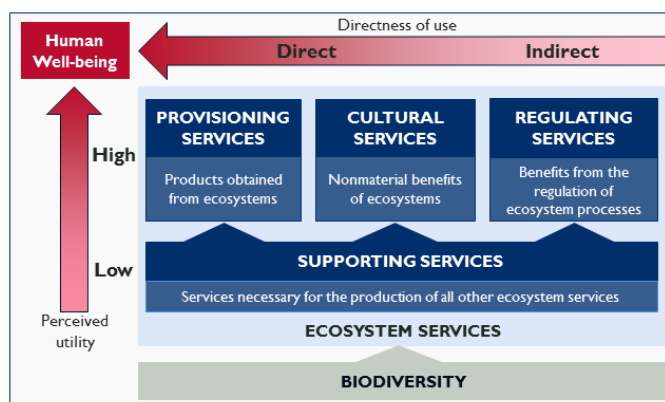 Directness of use
Human
Well-being
Direct
Indirect
PROVISIONING
SERVICES
CULTURAL
SERVICES
REGULATING
SERVICES
High
Products obtained
from ecosystems
Nonmaterial benefits
of ecosystems
Benefits from the
regulation of
ecosystem processes
Low
SUPPORTING SERVICES
Services necessary for the production of all other ecosystem services
Perceived
utility
ECOSYSTEM SERVICES
BIODIVERSITY